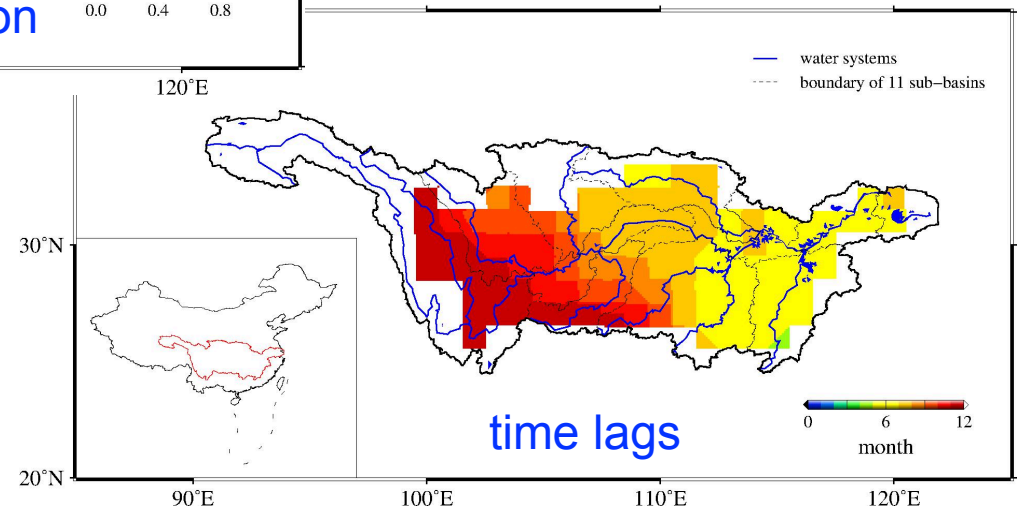 on
0.0 0.4 0.8
120°E
water systems
boundary of 11 sub−basins
30°N
time lags
0 6 12
month
20°N
90°E 100°E 110°E 120°E